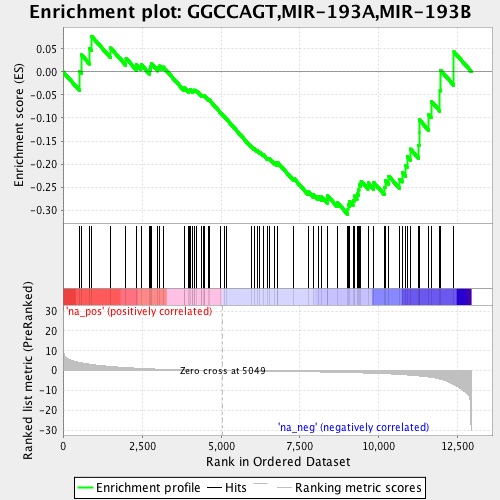 Enrichment plot: GGCCAGT,MIR-193A,MIR-193B
Enrichment score (ES)
0.05
0.00
-0.05
-0.10
-0.15
-0.20
-0.25
-0.30
'na_pos' (positively correlated)
Ranked list metric (PreRanked)
30
20
10
0
-10
-20
-30
Zero cross at 5049
'na_neg' (negatively correlated)
0
2,500
5,000
7,500
10,000
12,500
Rank in Ordered Dataset
Enrichment profile
Hits
Ranking metric scores